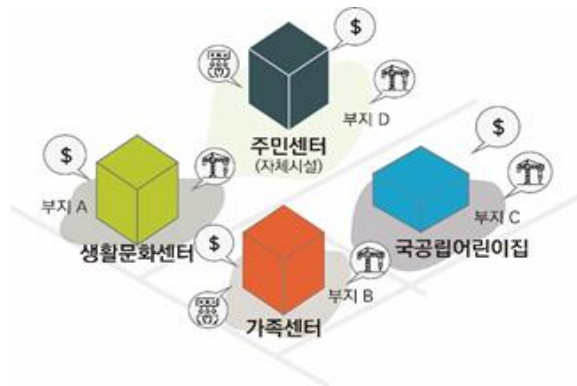 $
부지 D
주민센터
(자체시설)
$
$
부지 A
생활문화센터
부지 C
국공립어린이집
$
부지 B
가족센터